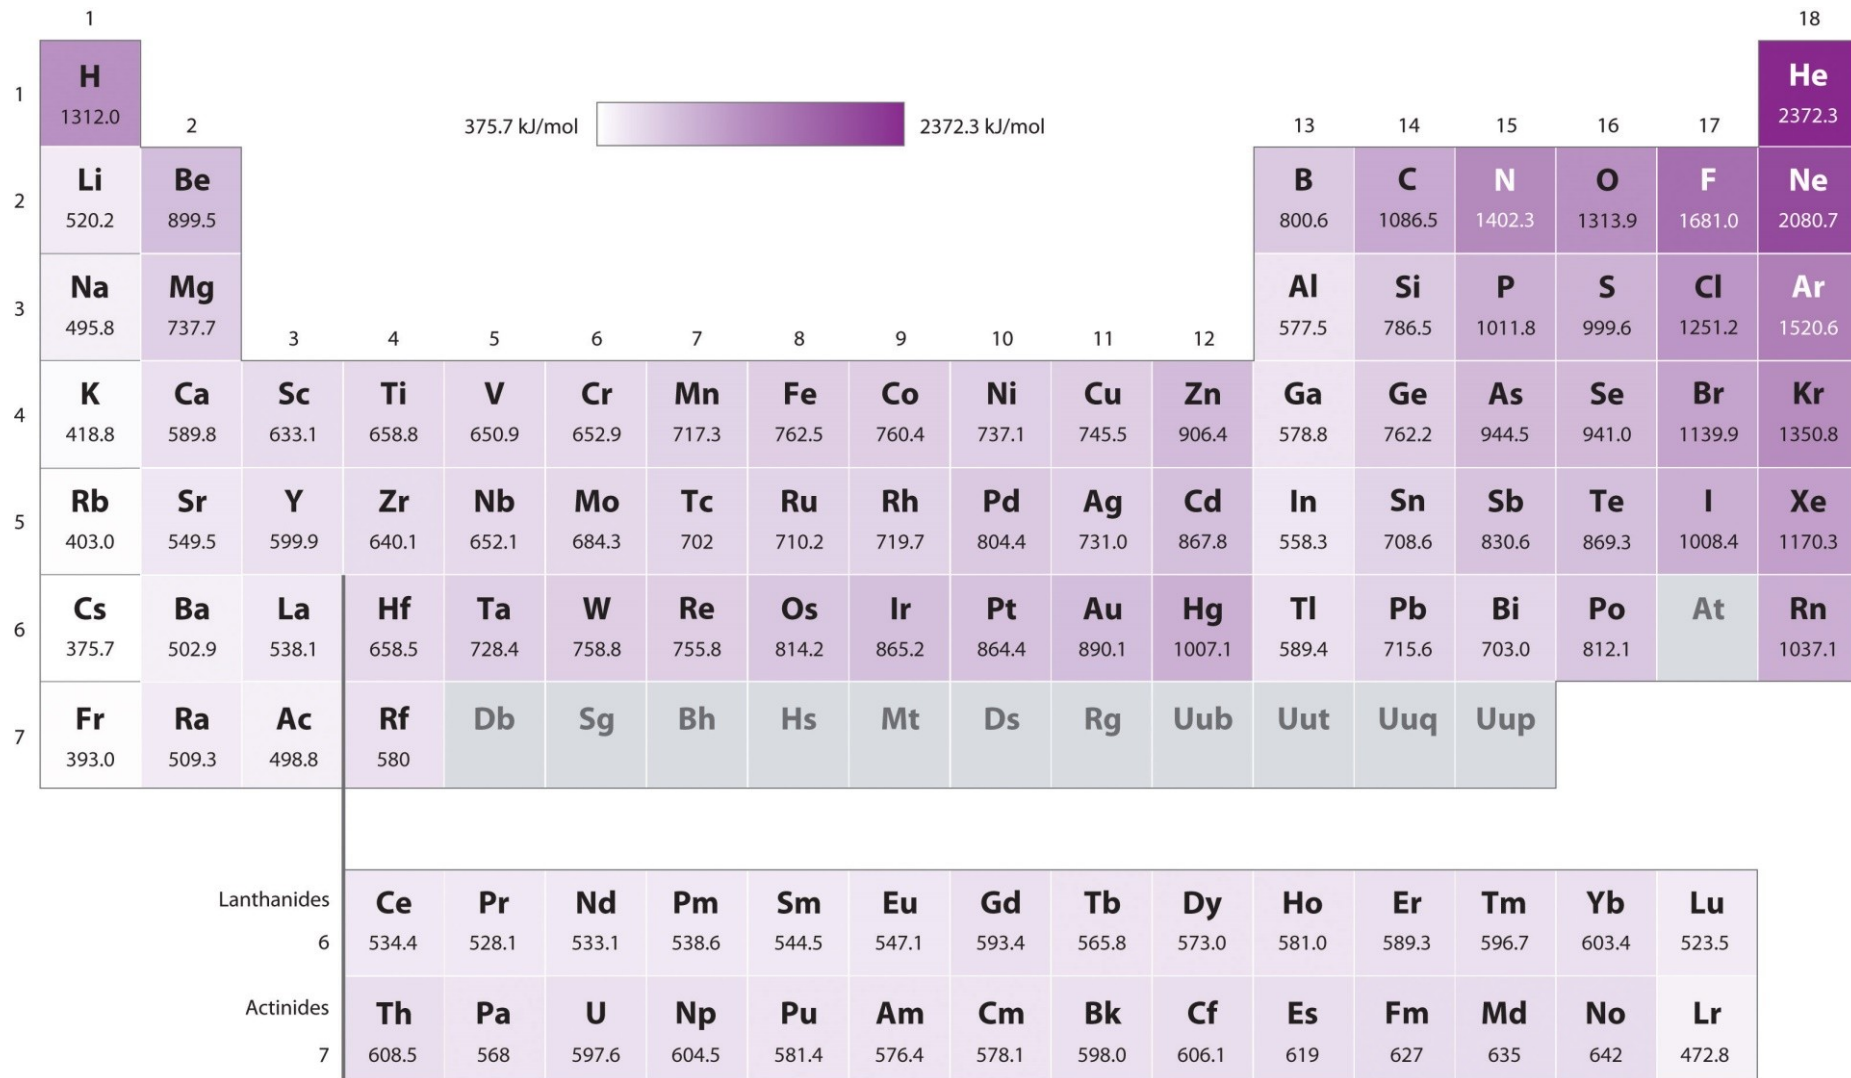 1 18
1 H He
1312.0 2 375.7 kJ/mol 2372.3 kJ/mol 13 14 15 16 17 2372.3
2 Li Be B C N O F Ne
520.2 899.5 800.6 1086.5 1402.3 1313.9 1681.0 2080.7
3 Na Mg Al Si P S Cl Ar
495.8 737.7 3 4 5 6 7 8 9 10 11 12 577.5 786.5 1011.8 999.6 1251.2 1520.6
4 K Ca Sc Ti V Cr Mn Fe Co Ni Cu Zn Ga Ge As Se Br Kr
418.8 589.8 633.1 658.8 650.9 652.9 717.3 762.5 760.4 737.1 745.5 906.4 578.8 762.2 944.5 941.0 1139.9 1350.8
5 Rb Sr Y Zr Nb Mo Tc Ru Rh Pd Ag Cd In Sn Sb Te I Xe
403.0 549.5 599.9 640.1 652.1 684.3 702 710.2 719.7 804.4 731.0 867.8 558.3 708.6 830.6 869.3 1008.4 1170.3
6 Cs Ba La Hf Ta W Re Os Ir Pt Au Hg Tl Pb Bi Po At Rn
375.7 502.9 538.1 658.5 728.4 758.8 755.8 814.2 865.2 864.4 890.1 1007.1 589.4 715.6 703.0 812.1 1037.1
7 Fr Ra Ac Rf Db Sg Bh Hs Mt Ds Rg Uub Uut Uuq Uup
393.0 509.3 498.8 580
Lanthanides Ce Pr Nd Pm Sm Eu Gd Tb Dy Ho Er Tm Yb Lu
6 534.4 528.1 533.1 538.6 544.5 547.1 593.4 565.8 573.0 581.0 589.3 596.7 603.4 523.5
Actinides Th Pa U Np Pu Am Cm Bk Cf Es Fm Md No Lr
7 608.5 568 597.6 604.5 581.4 576.4 578.1 598.0 606.1 619 627 635 642 472.8